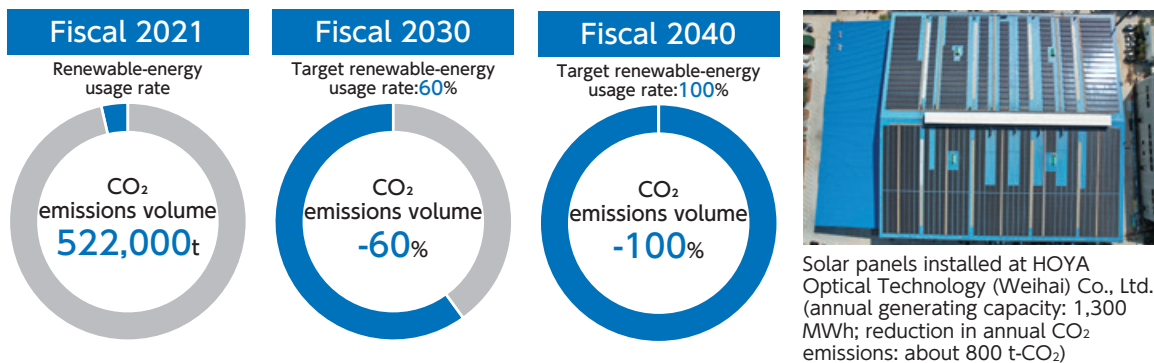 Fiscal 2021
Renewable-energy
usage rate
CO₂
emissions volume
522,000t
Fiscal 2030
Target renewable-energy
usage rate:60%
CO₂
emissions volume
-60%
Fiscal 2040
Target renewable-energy
usage rate:100%
CO₂
emissions volume
-100%
Solar panels installed at HOYA
Optical Technology (Weihai) Co., Ltd.
(annual generating capacity: 1,300
MWh; reduction in annual CO₂
emissions: about 800 t-CO₂)